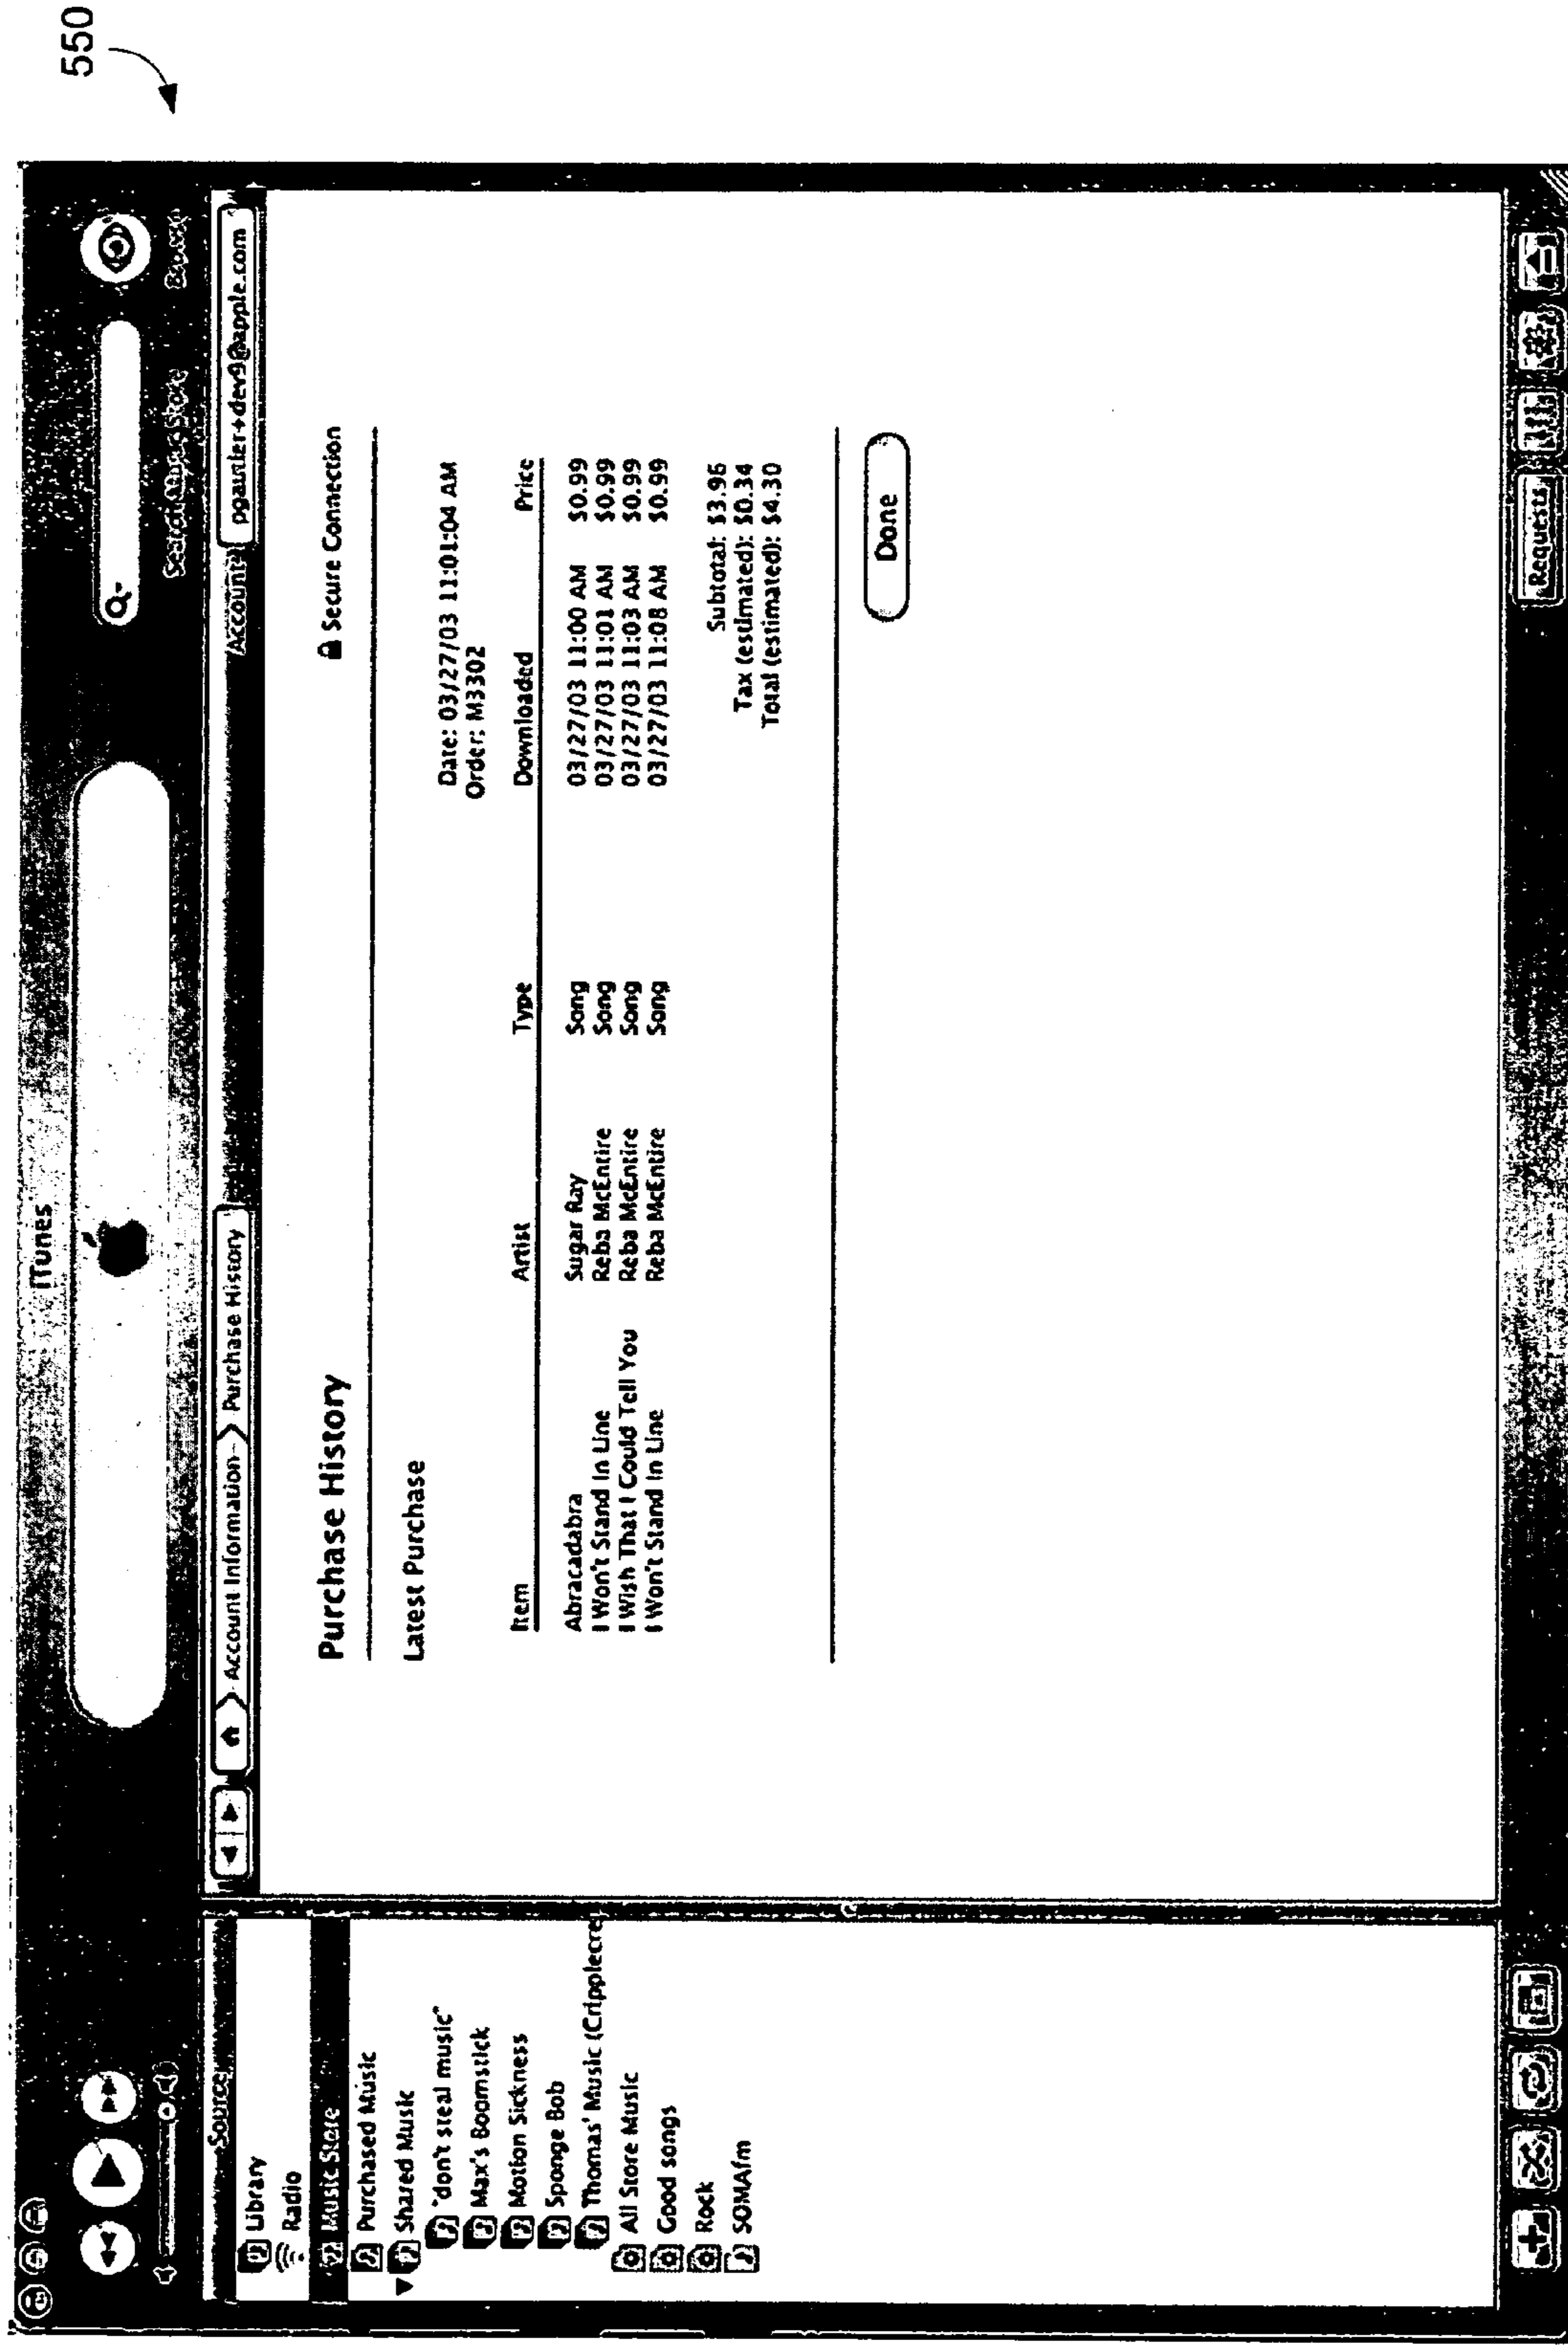 550
iTunes
Search Music Store
Browse
Source
Account Information
Purchase History
Account:
pgautier+dev9@apple.com
Library
Radio
Music Store
Purchased Music
Shared Music
"don't steal music"
Max's Boomstick
Motion Sickness
Sponge Bob
Thomas' Music (Cripplecre
All Store Music
Good songs
Rock
SOMAfm
Purchase History
Secure Connection
Latest Purchase
Date: 03/27/03 11:01:04 AM
Order: M3302
Item Artist Type Downloaded Price
Abracadabra Sugar Ray Song 03/27/03 11:00 AM $0.99
I Won't Stand In Line Reba McEntire Song 03/27/03 11:01 AM $0.99
I Wish That I Could Tell You Reba McEntire Song 03/27/03 11:03 AM $0.99
I Won't Stand In Line Reba McEntire Song 03/27/03 11:08 AM $0.99
Subtotal: $3.96
Tax (estimated): $0.34
Total (estimated): $4.30
Done
Requests